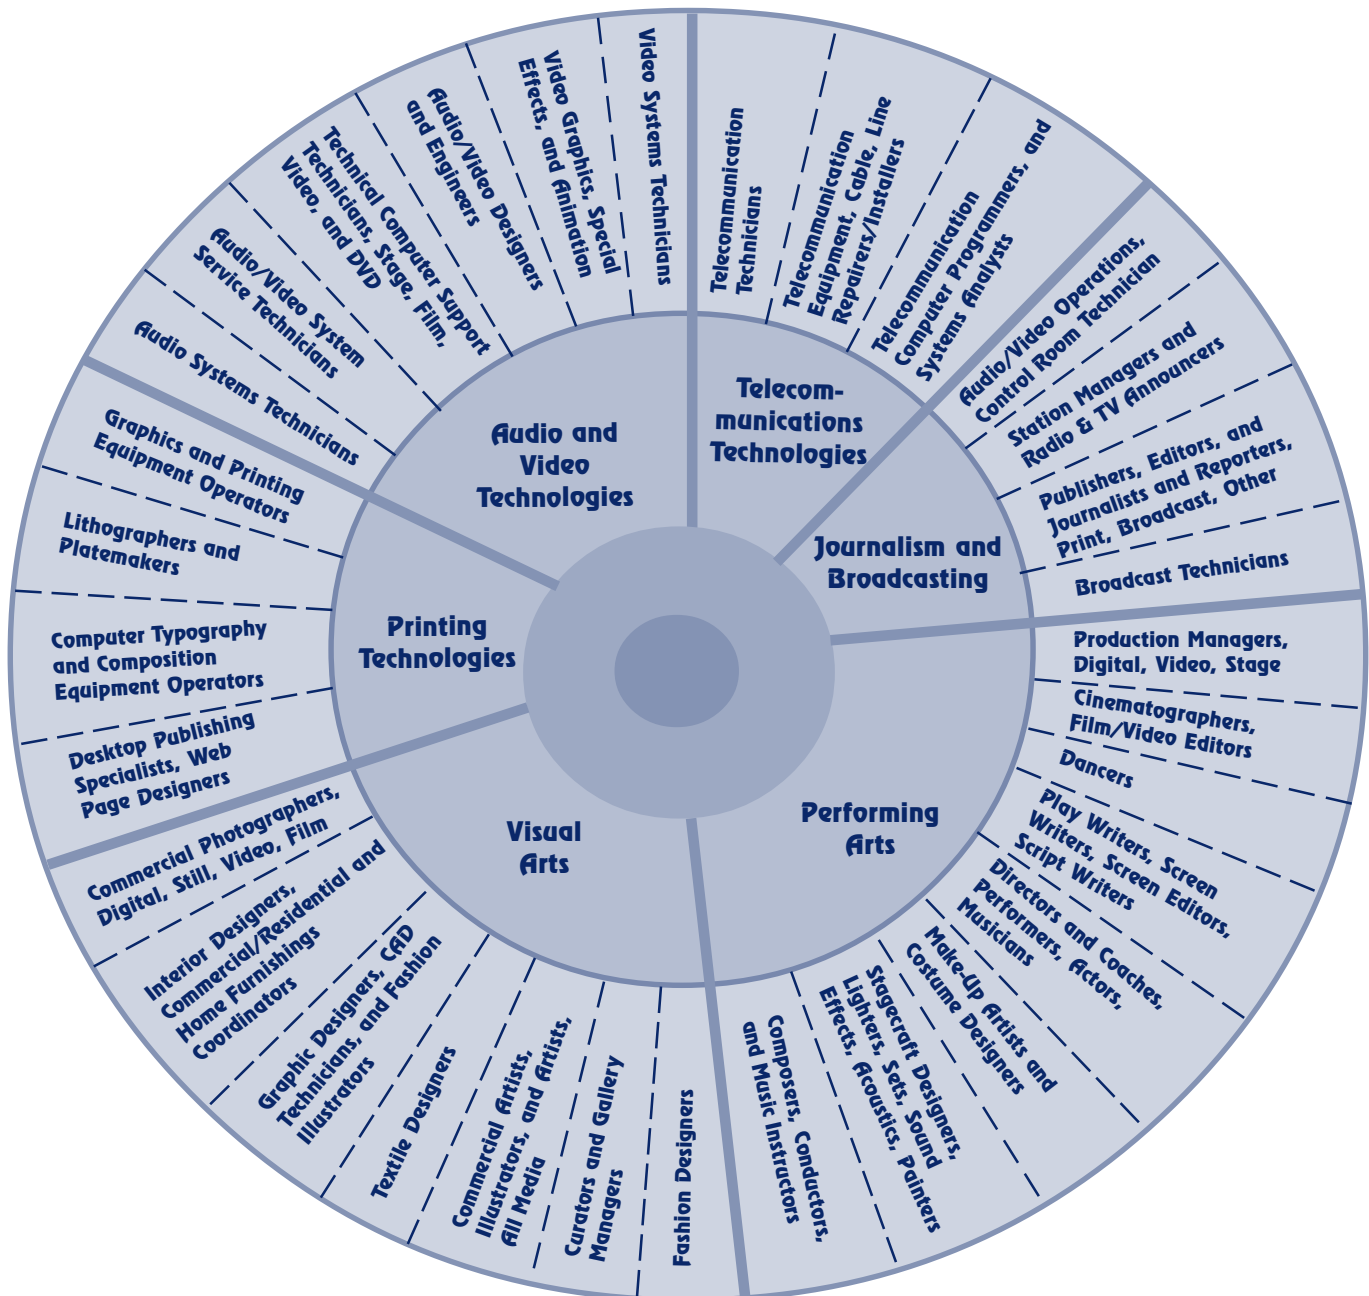 Telecom-
munications
Technologies
Telecommunication
Technicians
Telecommunication
Equipment, Cable, Line
Repairers/Installers
Telecommunication
Computer Programmers, and
Systems Analysts
Journalism and
Broadcasting
Audio/Video Operations,
Control Room Technician
Station Managers and
Radio & TV Announcers
Publishers, Editors, and
Journalists and Reporters,
Print, Broadcast, Other
Broadcast Technicians
Performing
Arts
Production Managers,
Digital, Video, Stage
Cinematographers,
Film/Video Editors
Dancers
Play Writers, Screen
Writers, Screen Editors,
Script Writers
Directors and Coaches,
Performers, Actors,
Musicians
Make-Up Artists and
Costume Designers
Stagecraft Designers,
Lighters, Sets, Sound
Effects, Acoustics, Painters
Composers, Conductors,
and Music Instructors
Visual
Arts
Fashion Designers
Curators and Gallery
Managers
Commercial Artists,
Illustrators, and Artists,
All Media
Textile Designers
Graphic Designers, CAD
Technicians, and Fashion
Illustrators
Interior Designers,
Commercial/Residential and
Home Furnishings
Coordinators
Commercial Photographers,
Digital, Still, Video, Film
Printing
Technologies
Desktop Publishing
Specialists, Web
Page Designers
Computer Typography
and Composition
Equipment Operators
Lithographers and
Platemakers
Graphics and Printing
Equipment Operators
Audio and
Video
Technologies
Audio Systems Technicians
Audio/Video System
Service Technicians
Technical Computer Support
Technicians, Stage, Film,
Video, and DVD
Audio/Video Designers
and Engineers
Video Graphics, Special
Effects, and Animation
Video Systems Technicians